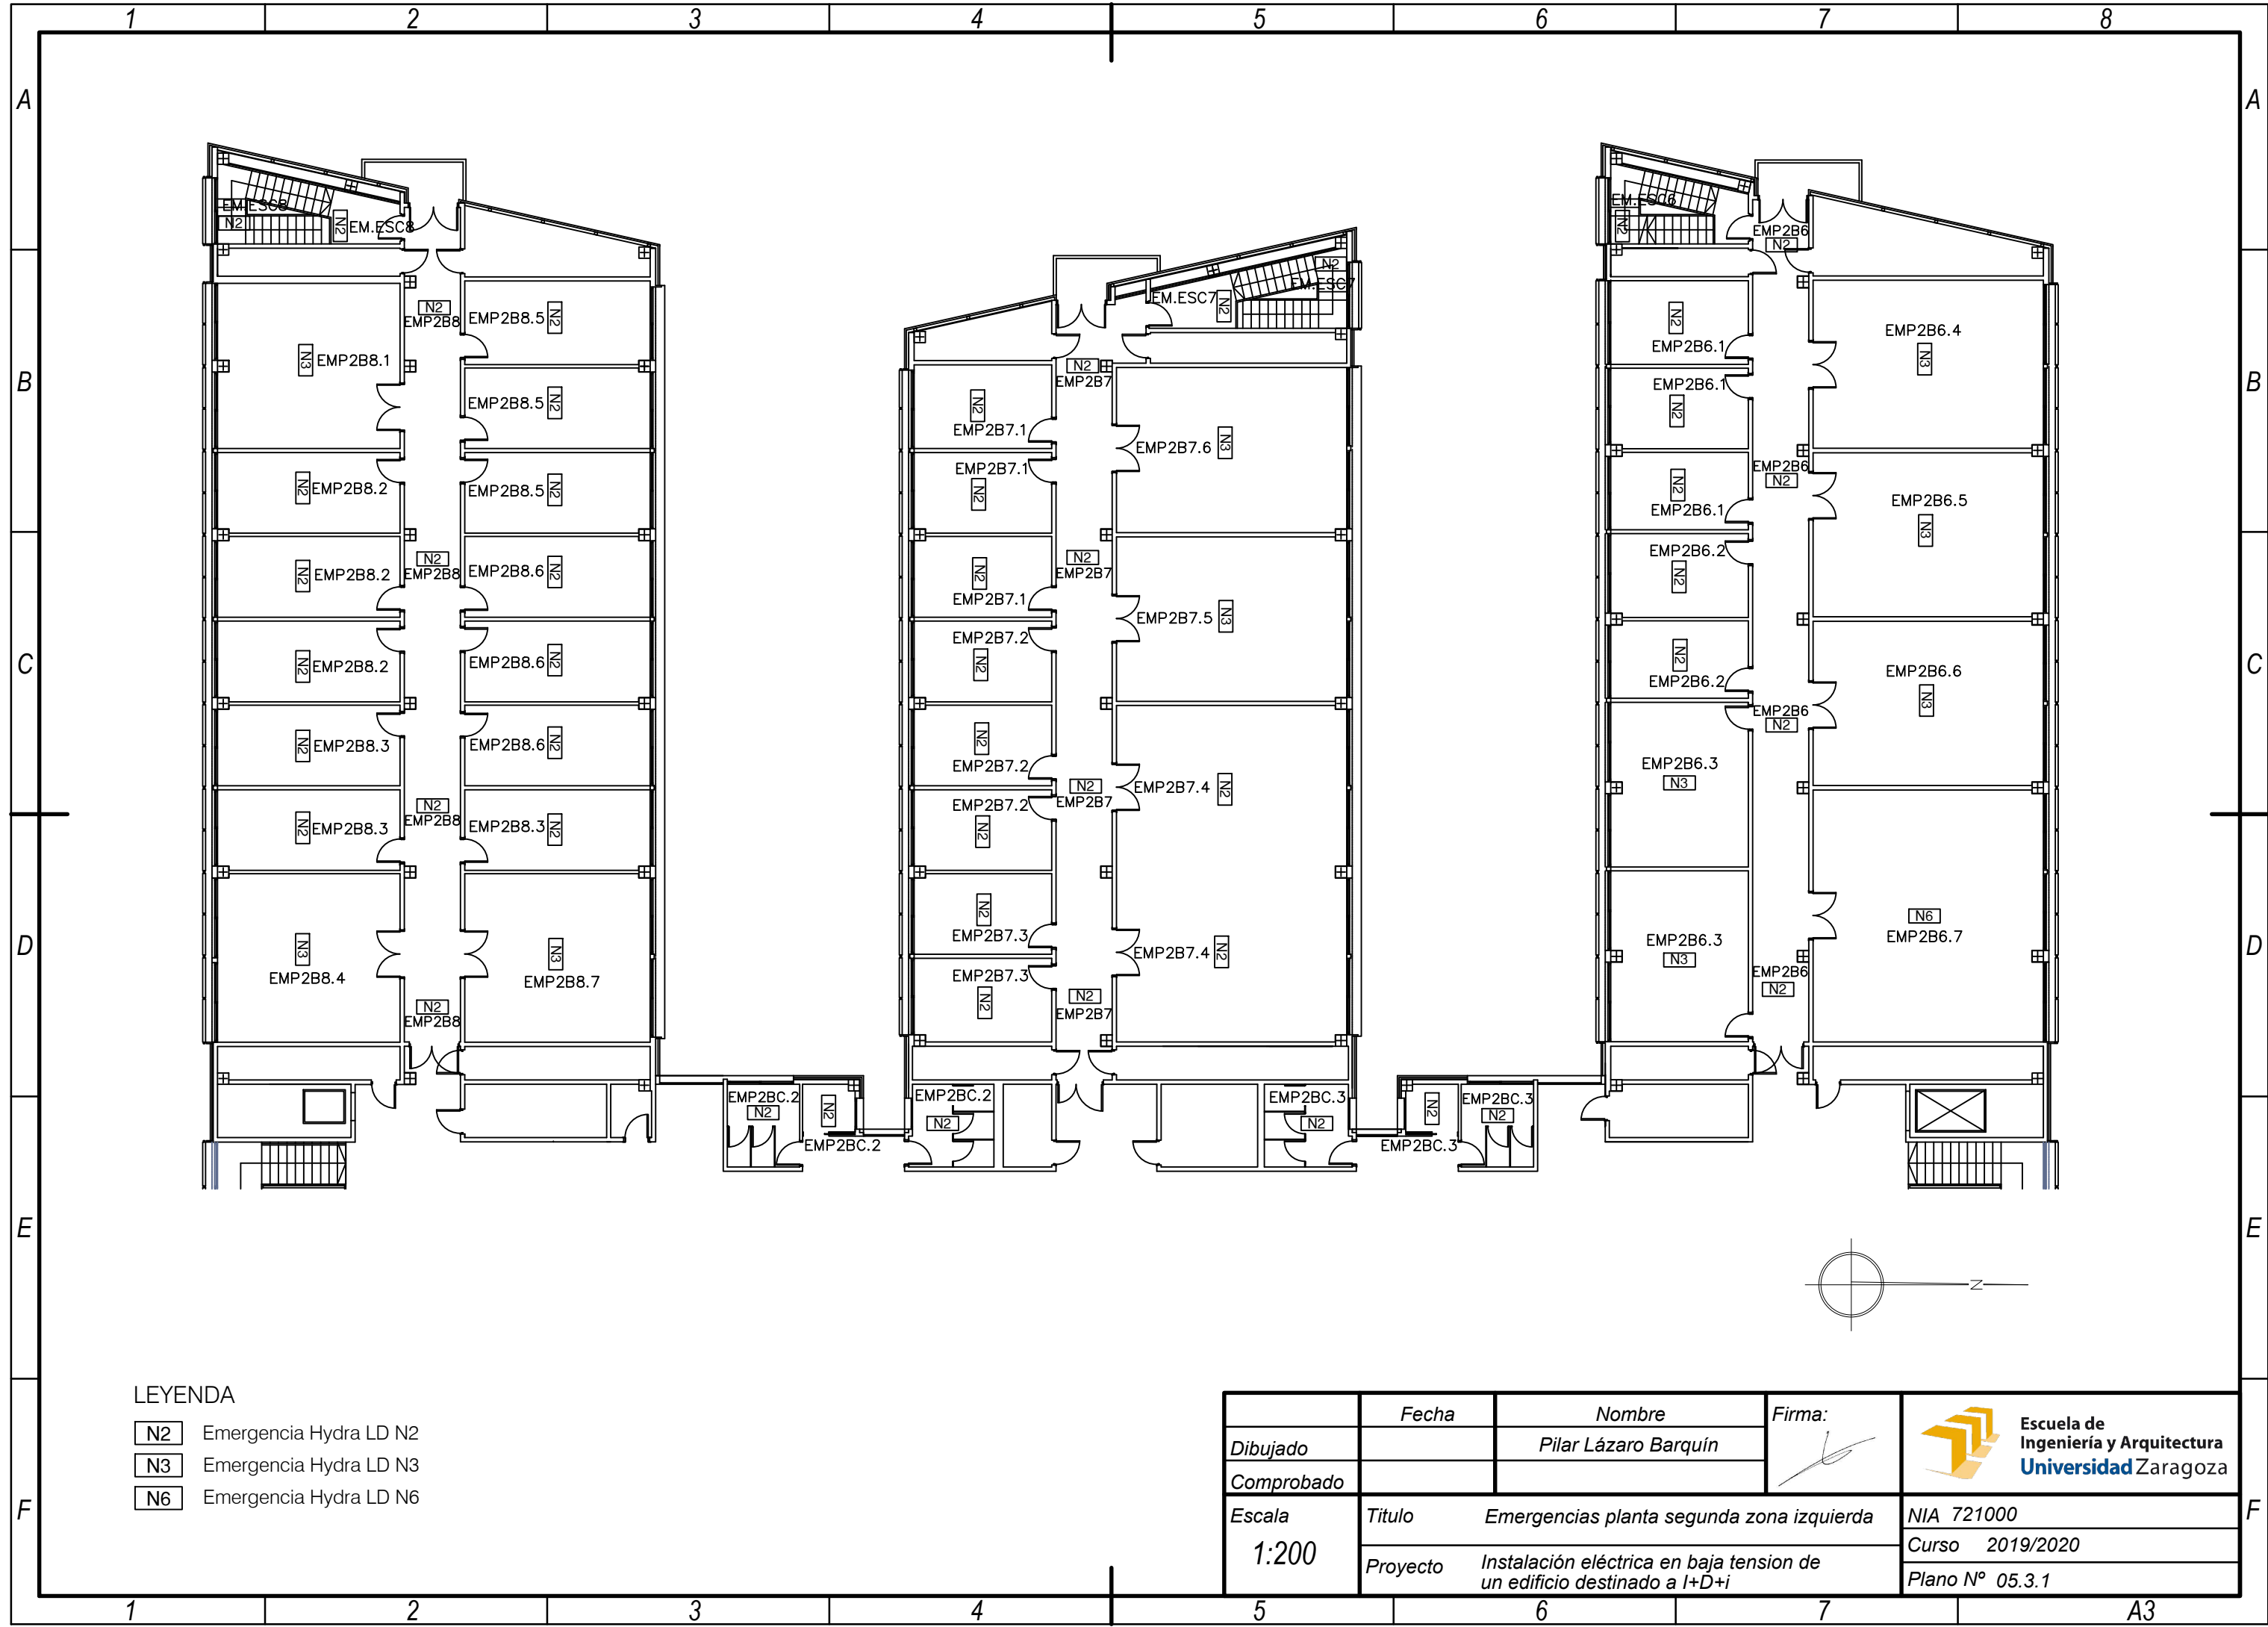 1 2 3 4 5 6 7 8
A A
B B
C C
D D
E E
F F
EM.ESC8
N2
N2
EM.ESC8
N2
EMP2B8
EMP2B8.5 N2
N3 EMP2B8.1
EMP2B8.5 N2
N2 EMP2B8.2
EMP2B8.5 N2
N2 EMP2B8.2
N2
EMP2B8
EMP2B8.6 N2
N2 EMP2B8.2
EMP2B8.6 N2
N2 EMP2B8.3
EMP2B8.6 N2
N2 EMP2B8.3
N2
EMP2B8
EMP2B8.3 N2
N3
EMP2B8.4
N3
EMP2B8.7
N2
EMP2B8
EMP2BC.2
N2
N2
EMP2BC.2
EM.ESC7 N2
N2
EM.ESC7
N2
EMP2B7
N2
EMP2B7.1
EMP2B7.6 N3
EMP2B7.1
N2
N2
EMP2B7
N2
EMP2B7.1
EMP2B7.5 N3
EMP2B7.2
N2
N2
EMP2B7.2
N2
EMP2B7
EMP2B7.4 N2
EMP2B7.2
N2
N2
EMP2B7.3
EMP2B7.4 N2
EMP2B7.3
N2
N2
EMP2B7
EMP2BC.2
N2
EMP2BC.3
N2
N2
EMP2BC.3
EMP2BC.3
N2
EM.ESC6
N2
EMP2B6
N2
N2
EMP2B6.1
EMP2B6.4
N3
EMP2B6.1
N2
EMP2B6
N2
N2
EMP2B6.1
EMP2B6.5
N3
EMP2B6.2
N2
N2
EMP2B6.2
EMP2B6.6
N3
EMP2B6
N2
EMP2B6.3
N3
N6
EMP2B6.7
EMP2B6.3
N3
EMP2B6
N2
N
LEYENDA
N2 Emergencia Hydra LD N2
N3 Emergencia Hydra LD N3
N6 Emergencia Hydra LD N6
Fecha Nombre Firma:
Dibujado Pilar Lázaro Barquín
Comprobado
Escuela de
Ingeniería y Arquitectura
Universidad Zaragoza
Escala
1:200
Titulo Emergencias planta segunda zona izquierda
Proyecto Instalación eléctrica en baja tension de
un edificio destinado a I+D+i
NIA 721000
Curso 2019/2020
Plano Nº 05.3.1
1 2 3 4 5 6 7 A3